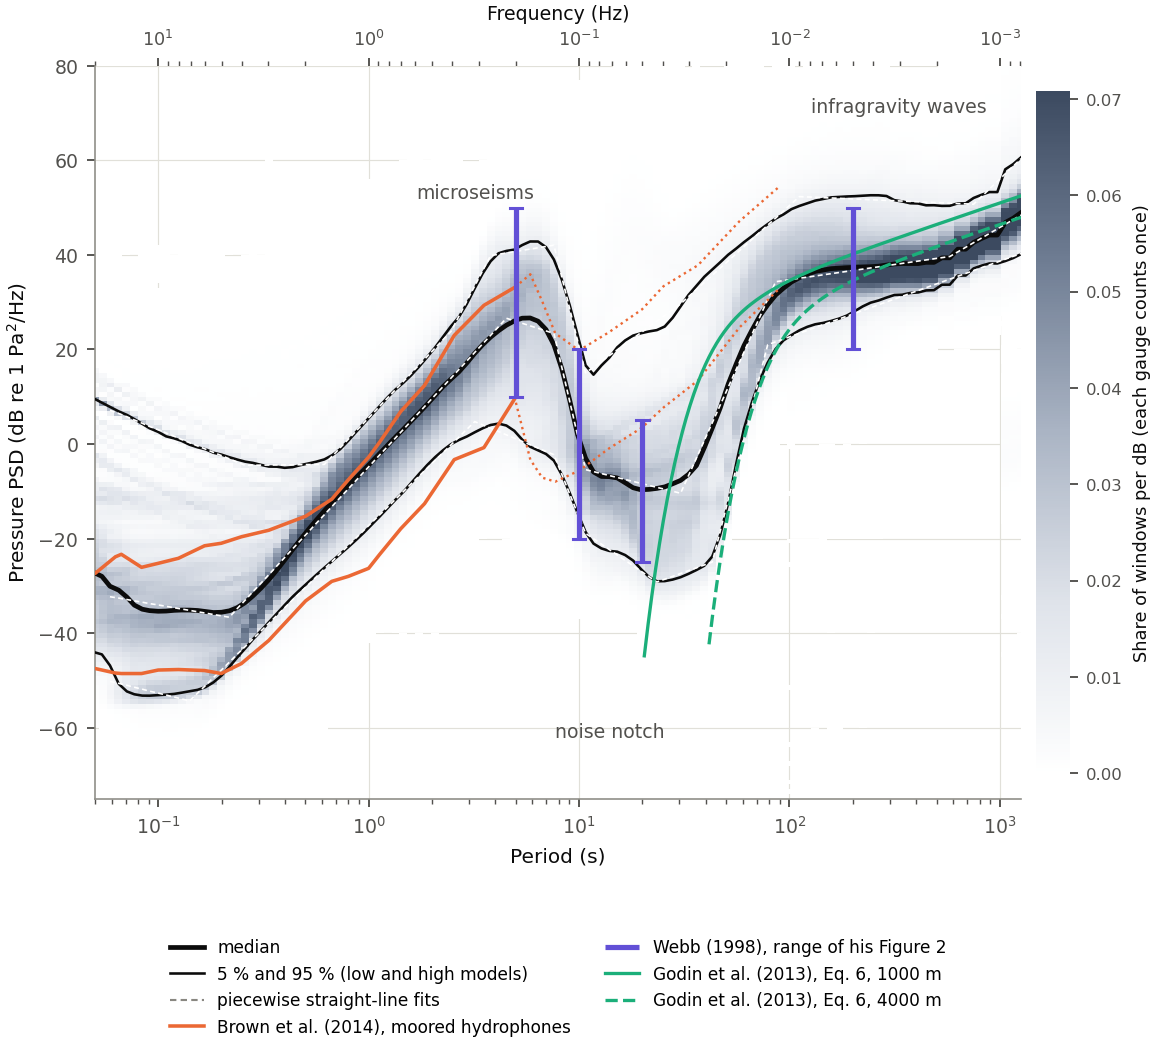 Frequency (Hz)
10¹ 10⁰ 10⁻¹ 10⁻² 10⁻³
80
60
40
20
0
−20
−40
−60
Pressure PSD (dB re 1 Pa²/Hz)
infragravity waves
microseisms
noise notch
10⁻¹ 10⁰ 10¹ 10² 10³
Period (s)
0.07
0.06
0.05
0.04
0.03
0.02
0.01
0.00
Share of windows per dB (each gauge counts once)
median
5 % and 95 % (low and high models)
piecewise straight-line fits
Brown et al. (2014), moored hydrophones
Webb (1998), range of his Figure 2
Godin et al. (2013), Eq. 6, 1000 m
Godin et al. (2013), Eq. 6, 4000 m